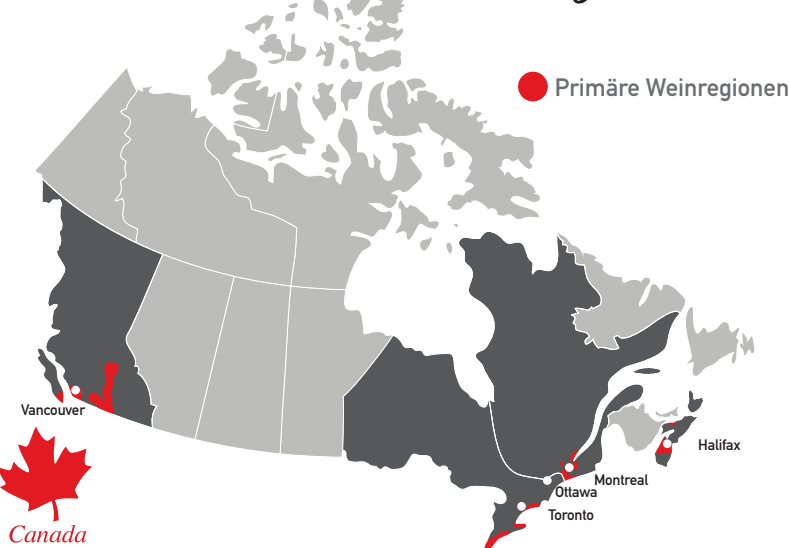 Primäre Weinregionen
Vancouver
Halifax
Montreal
Ottawa
Toronto
Canada